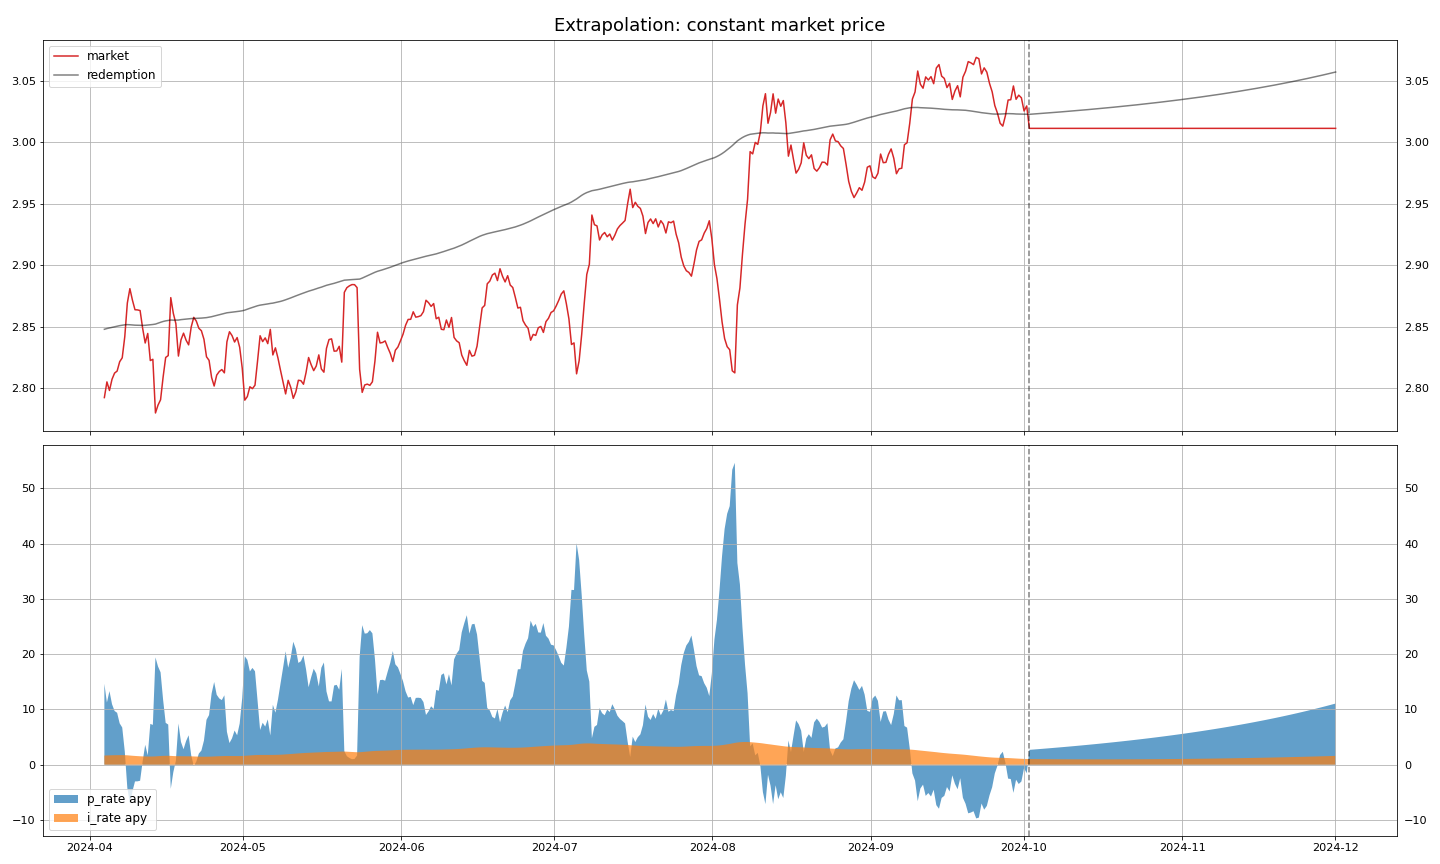 Extrapolation: constant market price
market
redemption
3.05 3.05
3.00 3.00
2.95 2.95
2.90 2.90
2.85 2.85
2.80 2.80
50 50
40 40
30 30
20 20
10 10
0 0
−10 −10
p_rate apy
i_rate apy
2024-04 2024-05 2024-06 2024-07 2024-08 2024-09 2024-10 2024-11 2024-12